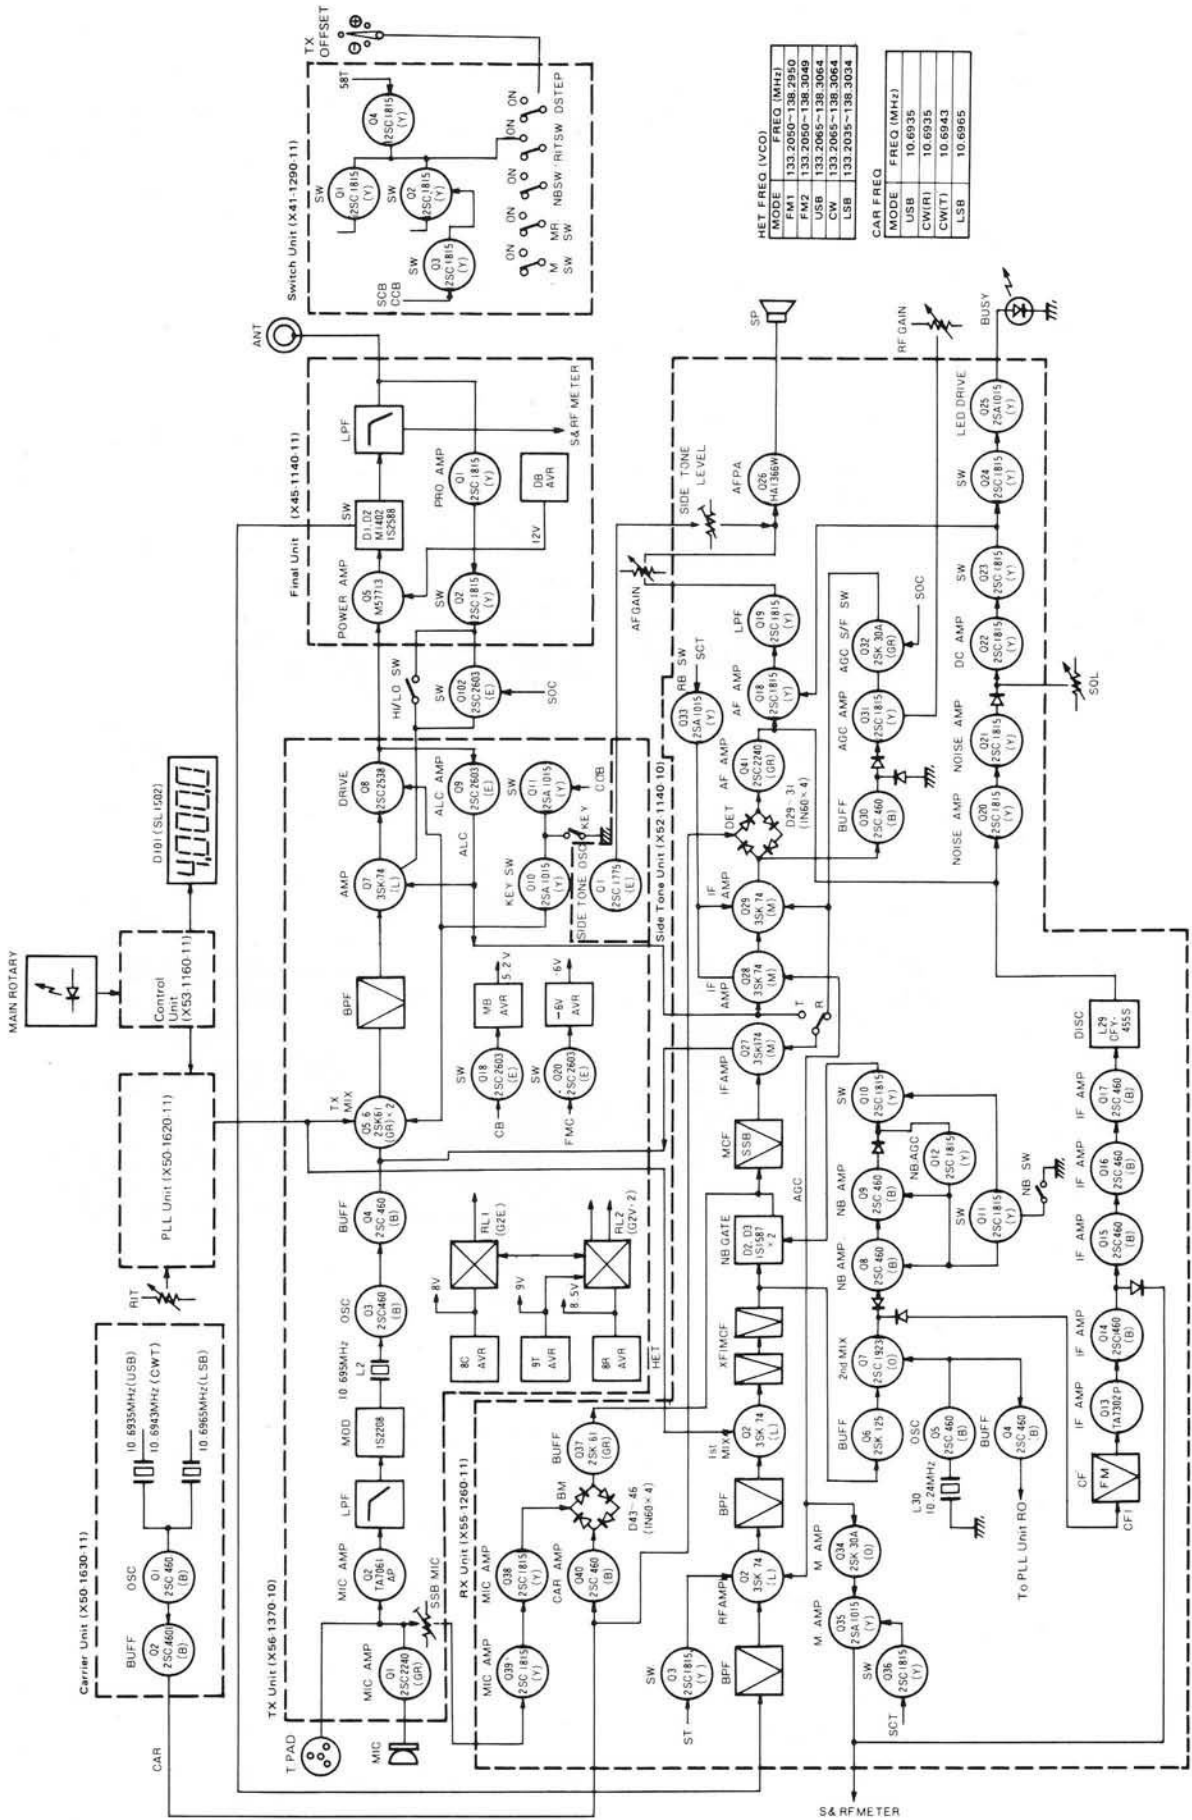 MAIN ROTARY
Control
Unit
(X53-1160-11)
D101 (SL1502)
4.000.0
PLL Unit (X50-1620-11)
RIT
Carrier Unit (X50-1630-11)
10.6935MHz(USB)
10.6943MHz (CWT)
10.6965MHz(LSB)
OSC
Q1
2SC460
(B)
BUFF
Q2
2SC460
(B)
CAR
TX Unit (X56-1370-10)
T.PAD
MIC
MIC AMP
Q1
2SC2240
(GR)
SSB MIC
MIC AMP
Q2
TA7061
AP
LPF
MOD
1S2208
10.695MHz
L2
OSC
Q3
2SC460
(B)
BUFF
Q4
2SC460
(B)
TX
MIX
Q5,6
2SK61
(GR)×2
BPF
AMP
Q7
3SK74
(L)
DRIVE
Q8
2SC2538
ALC AMP
Q9
2SC2603
(E)
ALC
KEY SW
Q10
2SA1015
(Y)
SW
Q11
2SA1015
(Y)
CCB
KEY
SIDE TONE OSC
Q1
2SC1775
(E)
Side Tone Unit (X52-1140-10)
CB
SW
Q18
2SC2603
(E)
MB
AVR
5.2V
FMC
SW
Q20
2SC2603
(E)
-6V
AVR
-6V
8C
AVR
8V
RL1
(G2E)
9T
AVR
9V
8R
AVR
8.5V
RL2
(G2V-2)
HET
HI/LO SW
SW
Q102
2SC2603
(E)
SOC
Final Unit (X45-1140-11)
POWER AMP
Q5
M57713
SW
D1,D2
MI402
1S2588
LPF
ANT
S&RF METER
PRO AMP
Q1
2SC1815
(Y)
SW
Q2
2SC1815
(Y)
12V
DB
AVR
Switch Unit (X41-1290-11)
TX
OFFSET
58T
Q4
2SC1815
(Y)
SW
Q1
2SC1815
(Y)
SW
Q2
2SC1815
(Y)
SW
Q3
2SC1815
(Y)
SCB
CCB
ON
ON
ON
ON
ON
M
SW
MR
SW
NBSW
RITSW
DSTEP
HET FREQ (VCO)
MODE FREQ (MHz)
FM1 133.2050~138.2950
FM2 133.2050~138.3049
USB 133.2065~138.3064
CW 133.2065~138.3064
LSB 133.2035~138.3034
CAR FREQ
MODE FREQ (MHz)
USB 10.6935
CW(R) 10.6935
CW(T) 10.6943
LSB 10.6965
RX Unit (X55-1260-11)
MIC AMP
Q39
2SC1815
(Y)
MIC AMP
Q38
2SC1815
(Y)
CAR AMP
Q40
2SC460
(B)
BM
D43~46
(IN60×4)
BUFF
Q37
2SK61
(GR)
ST
SW
Q3
2SC1815
(Y)
BPF
RF AMP
Q2
3SK74
(L)
BPF
1st
MIX
Q2
3SK74
(L)
XF1MCF
NB GATE
D2,D3
1S1587
×2
MCF
SSB
IF AMP
Q27
3SK74
(M)
T
R
AGC
IF
AMP
Q28
3SK74
(M)
IF
AMP
Q29
3SK74
(M)
DET
D29~31
(IN60×4)
AF AMP
Q41
2SC2240
(GR)
RB SW
Q33
2SA1015
(Y)
SCT
AF AMP
Q18
2SC1815
(Y)
LPF
Q19
2SC1815
(Y)
AFGAIN
SIDE TONE
LEVEL
AFPA
Q26
HA1366W
SP
BUFF
Q30
2SC460
(B)
AGC AMP
Q31
2SC1815
(Y)
AGC S/F SW
Q32
2SK30A
(GR)
SOC
RF GAIN
M AMP
Q34
2SK30A
(O)
M AMP
Q35
2SA1015
(Y)
SW
Q36
2SC1815
(Y)
SCT
S&RFMETER
BUFF
Q6
2SK125
2nd MIX
Q7
2SC1923
(O)
OSC
Q5
2SC460
(B)
L30
10.24MHz
BUFF
Q4
2SC460
(B)
To PLL Unit RO
NB AMP
Q8
2SC460
(B)
NB AMP
Q9
2SC460
(B)
SW
Q10
2SC1815
(Y)
NB.AGC
Q12
2SC1815
(Y)
SW
Q11
2SC1815
(Y)
NB SW
CF
FM
CF1
IF AMP
Q13
TA7302P
IF AMP
Q14
2SC460
(B)
IF AMP
Q15
2SC460
(B)
IF AMP
Q16
2SC460
(B)
IF AMP
Q17
2SC460
(B)
DISC
L29
CFY-
455S
NOISE AMP
Q20
2SC1815
(Y)
NOISE AMP
Q21
2SC1815
(Y)
SQL
DC AMP
Q22
2SC1815
(Y)
SW
Q23
2SC1815
(Y)
SW
Q24
2SC1815
(Y)
LED DRIVE
Q25
2SA1015
(Y)
BUSY